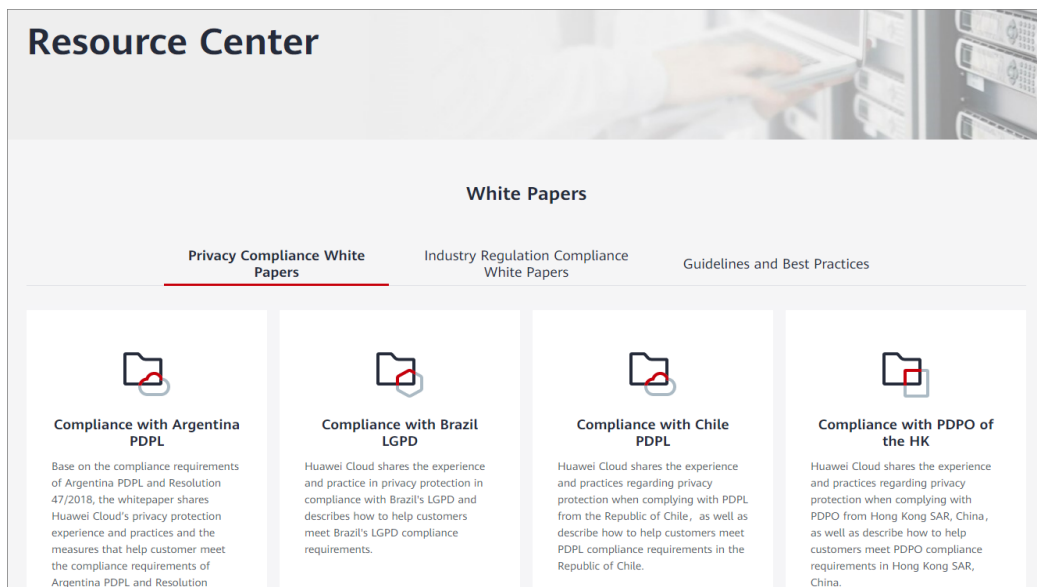 Resource Center
White Papers
Privacy Compliance White
Papers
Industry Regulation Compliance
White Papers
Guidelines and Best Practices
Compliance with Argentina
PDPL
Base on the compliance requirements
of Argentina PDPL and Resolution
47/2018, the whitepaper shares
Huawei Cloud's privacy protection
experience and practices and the
measures that help customer meet
the compliance requirements of
Argentina PDPL and Resolution
Compliance with Brazil
LGPD
Huawei Cloud shares the experience
and practice in privacy protection in
compliance with Brazil's LGPD and
describes how to help customers
meet Brazil's LGPD compliance
requirements.
Compliance with Chile
PDPL
Huawei Cloud shares the experience
and practices regarding privacy
protection when complying with PDPL
from the Republic of Chile，as well as
describe how to help customers meet
PDPL compliance requirements in the
Republic of Chile.
Compliance with PDPO of
the HK
Huawei Cloud shares the experience
and practices regarding privacy
protection when complying with
PDPO from Hong Kong SAR, China，
as well as describe how to help
customers meet PDPO compliance
requirements in Hong Kong SAR,
China.